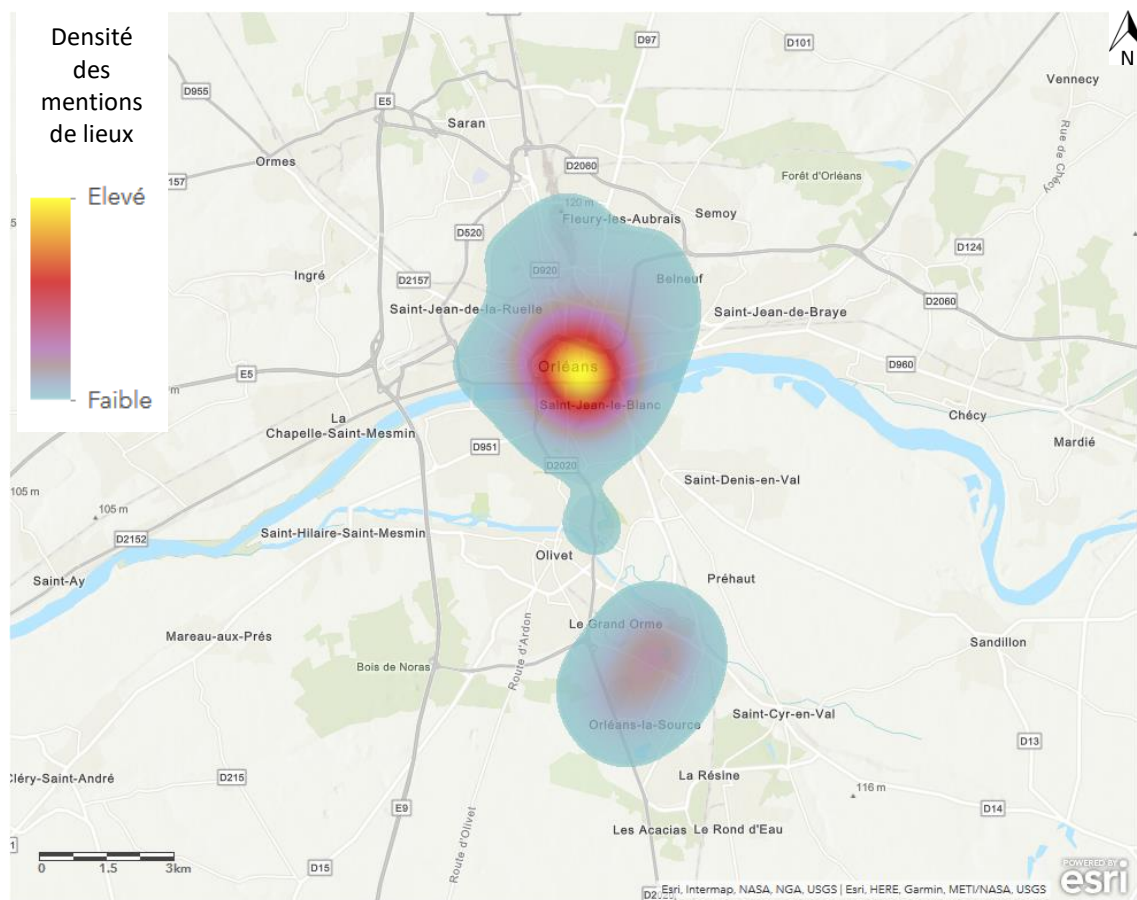 Densité
des
mentions
de lieux
Elevé
Faible
N
D97
D101
Vennecy
D955
E5
Saran
Rue de Chécy
Ormes
D2060
157
Forêt d'Orléans
120 m
Fleury-les-Aubrais
Semoy
D520
D124
Ingré
D920
Belneuf
D2157
D2060
Saint-Jean-de-la-Ruelle
Saint-Jean-de-Braye
Orléans
D960
E5
Saint-Jean-le-Blanc
Chécy
La
Chapelle-Saint-Mesmin
Mardié
D951
D2020
Saint-Denis-en-Val
105 m
105 m
Saint-Hilaire-Saint-Mesmin
D2152
Olivet
Saint-Ay
Préhaut
Le Grand Orme
Mareau-aux-Prés
Route d'Ardon
Sandillon
Bois de Noras
Saint-Cyr-en-Val
Orléans-la-Source
D13
Cléry-Saint-André
D215
La Résine
116 m
E9
D14
Les Acacias
Le Rond d'Eau
Route d'Olivet
D15
0 1.5 3km
POWERED BY
esri
Esri, Intermap, NASA, NGA, USGS | Esri, HERE, Garmin, METI/NASA, USGS